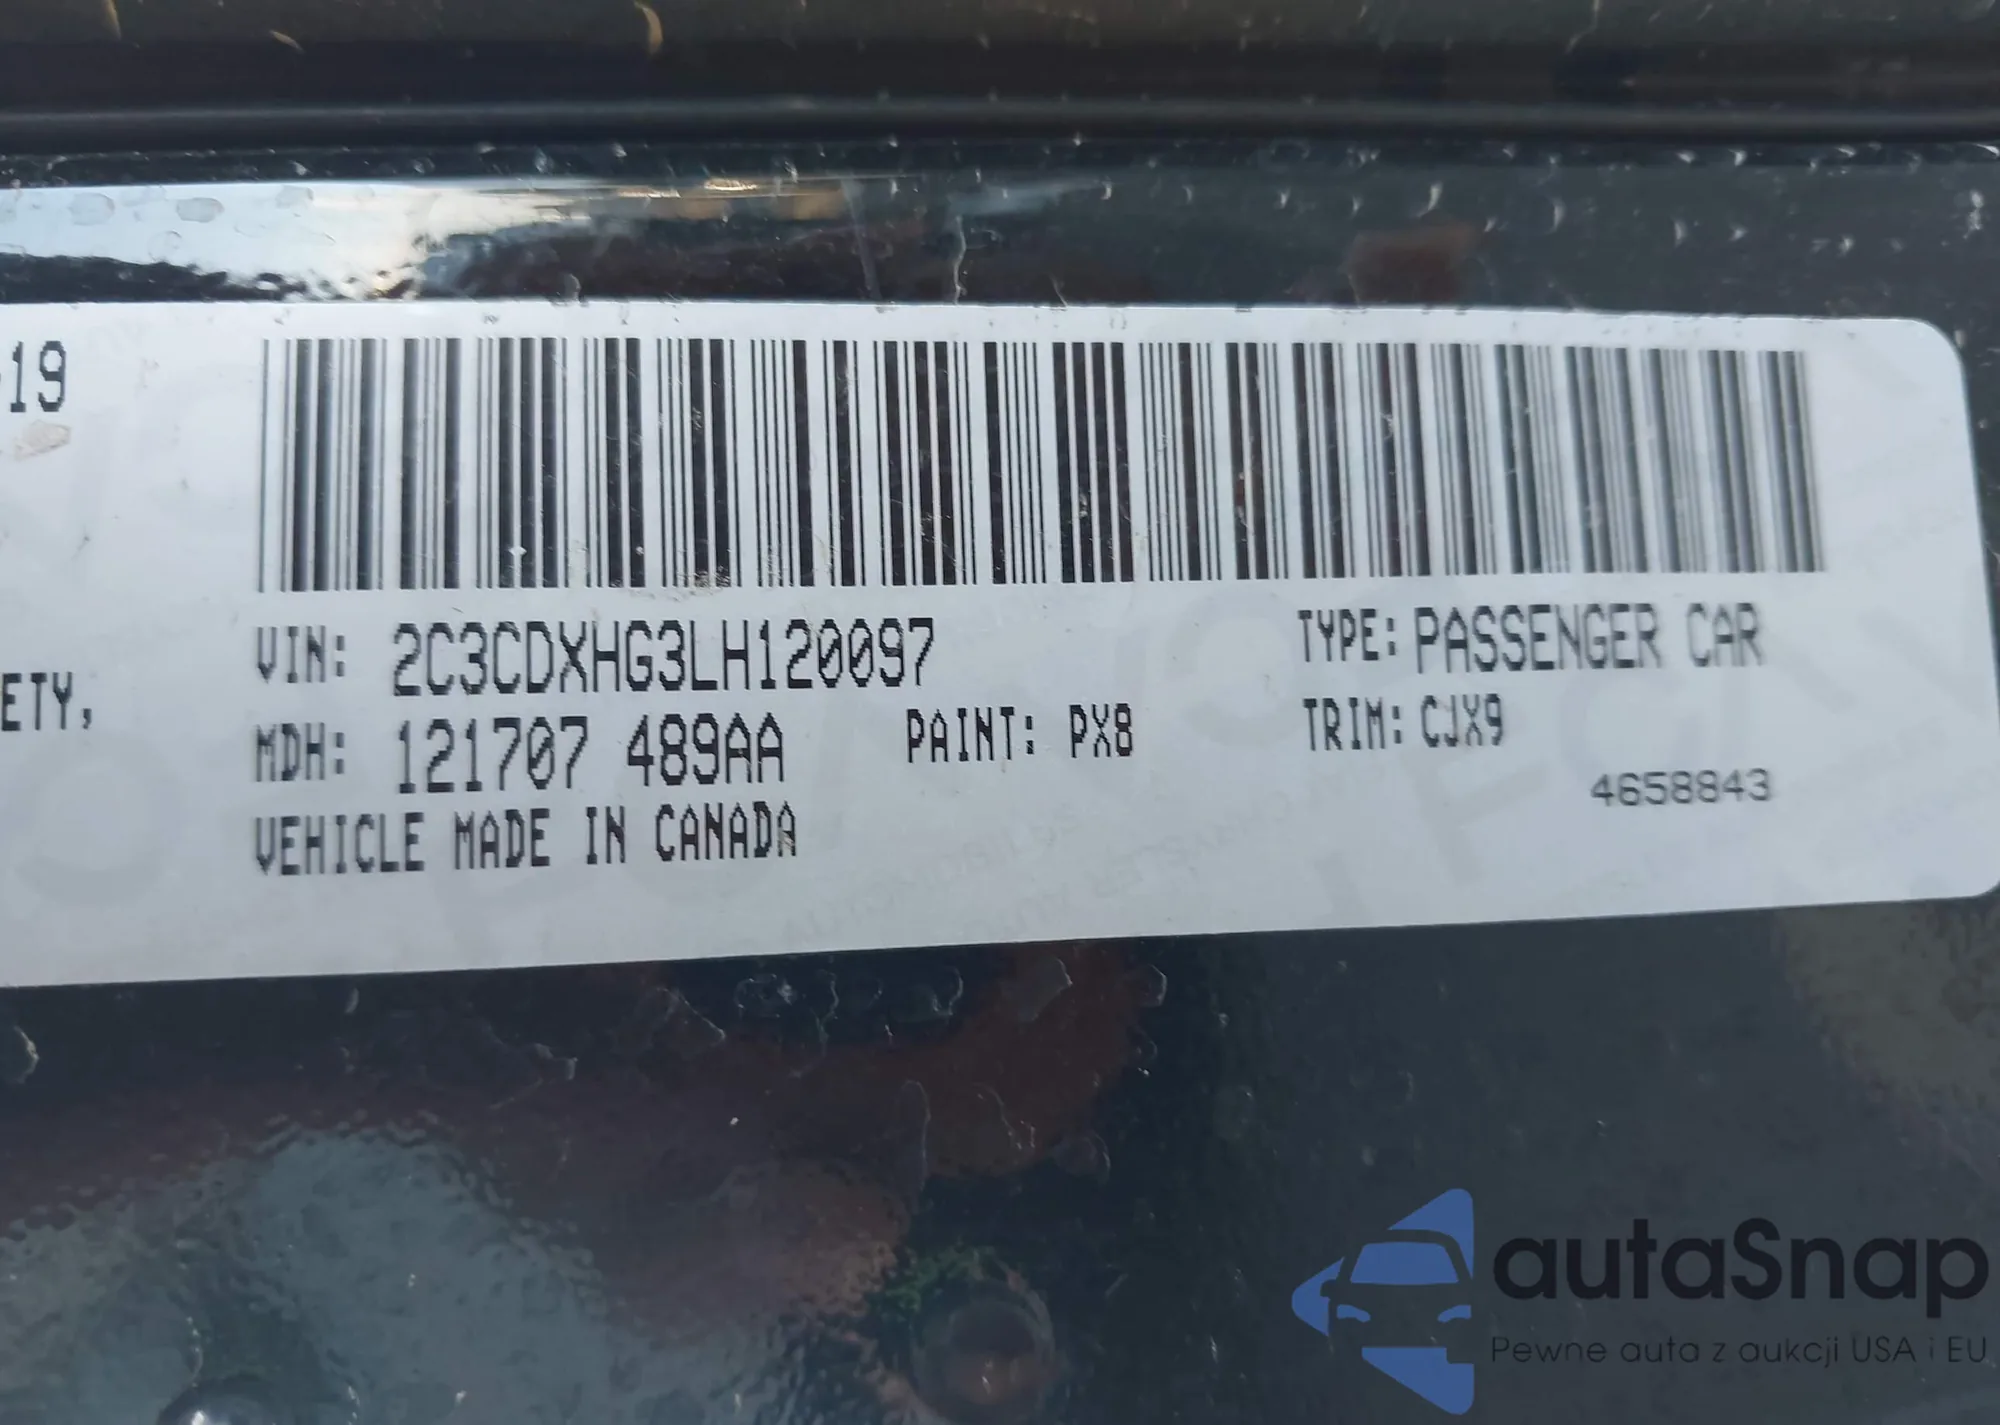 19
VIN: 2C3CDXHG3LH120097
TYPE: PASSENGER CAR
ETY,
MDH: 121707 489AA
PAINT: PX8
TRIM: CJX9
4658843
VEHICLE MADE IN CANADA
autaSnap
Pewne auta z aukcji USA i EU